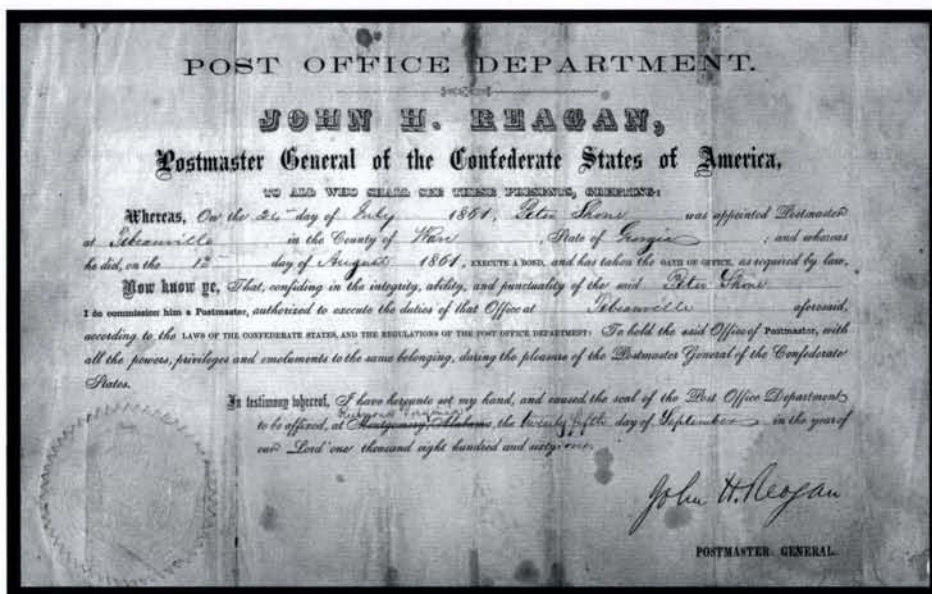 POST OFFICE DEPARTMENT.
JOHN H. REAGAN,
Postmaster General of the Confederate States of America,
TO ALL WHO SHALL SEE THESE PRESENTS, GREETING:
Whereas, On the 24 day of July 1861, Peter Shone was appointed Postmaster
at Tebeanville in the County of Ware, State of Georgia; and whereas
he did, on the 12 day of August 1861, EXECUTE A BOND, and has taken the OATH OF OFFICE, as required by law,
Now know ye, That, confiding in the integrity, ability, and punctuality of the said Peter Shone
I do commission him a Postmaster, authorized to execute the duties of that Office at Tebeanville aforesaid,
according to the LAWS OF THE CONFEDERATE STATES, AND THE REGULATIONS OF THE POST OFFICE DEPARTMENT: To hold the said Office of Postmaster, with
all the powers, privileges and emoluments to the same belonging, during the pleasure of the Postmaster General of the Confederate
States.
In testimony whereof, I have hereunto set my hand, and caused the seal of the Post Office Department
Richmond Virginia
to be affixed, at Montgomery, Alabama, the twenty fifth day of September in the year of
our Lord one thousand eight hundred and sixty one.
John H. Reagan
POSTMASTER GENERAL.